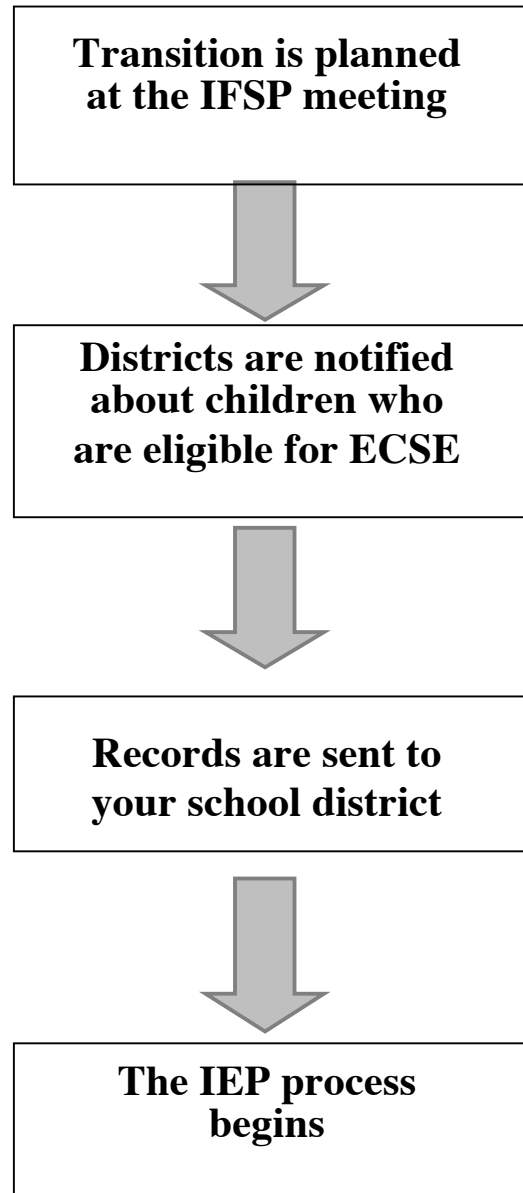 Transition is planned
at the IFSP meeting
Districts are notified
about children who
are eligible for ECSE
Records are sent to
your school district
The IEP process
begins